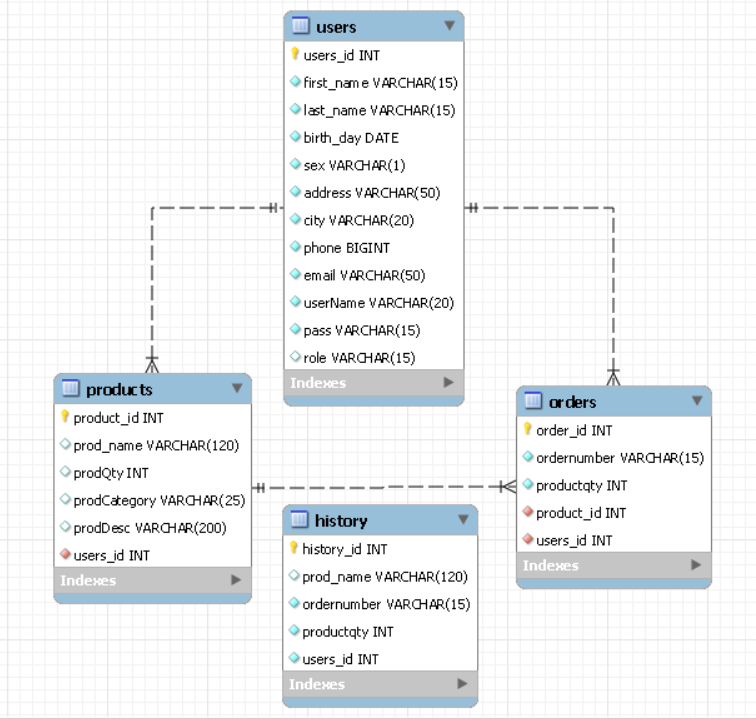 users
users_id INT
first_name VARCHAR(15)
last_name VARCHAR(15)
birth_day DATE
sex VARCHAR(1)
address VARCHAR(50)
city VARCHAR(20)
phone BIGINT
email VARCHAR(50)
userName VARCHAR(20)
pass VARCHAR(15)
role VARCHAR(15)
Indexes
products
product_id INT
prod_name VARCHAR(120)
prodQty INT
prodCategory VARCHAR(25)
prodDesc VARCHAR(200)
users_id INT
Indexes
orders
order_id INT
ordernumber VARCHAR(15)
productqty INT
product_id INT
users_id INT
Indexes
history
history_id INT
prod_name VARCHAR(120)
ordernumber VARCHAR(15)
productqty INT
users_id INT
Indexes